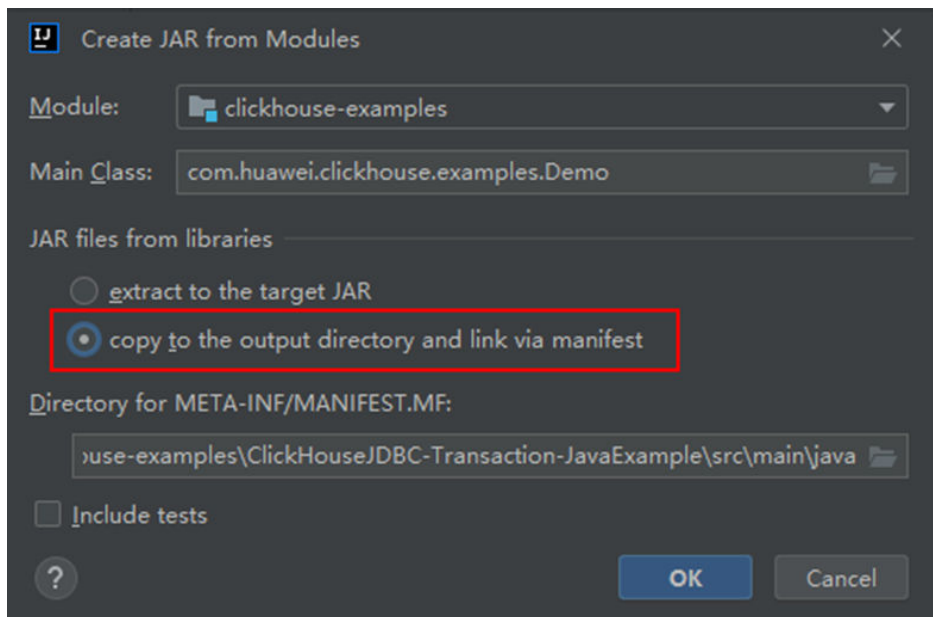 IJ
Create JAR from Modules
Module: clickhouse-examples
Main Class: com.huawei.clickhouse.examples.Demo
JAR files from libraries
extract to the target JAR
copy to the output directory and link via manifest
Directory for META-INF/MANIFEST.MF:
use-examples\ClickHouseJDBC-Transaction-JavaExample\src\main\java
Include tests
? OK Cancel